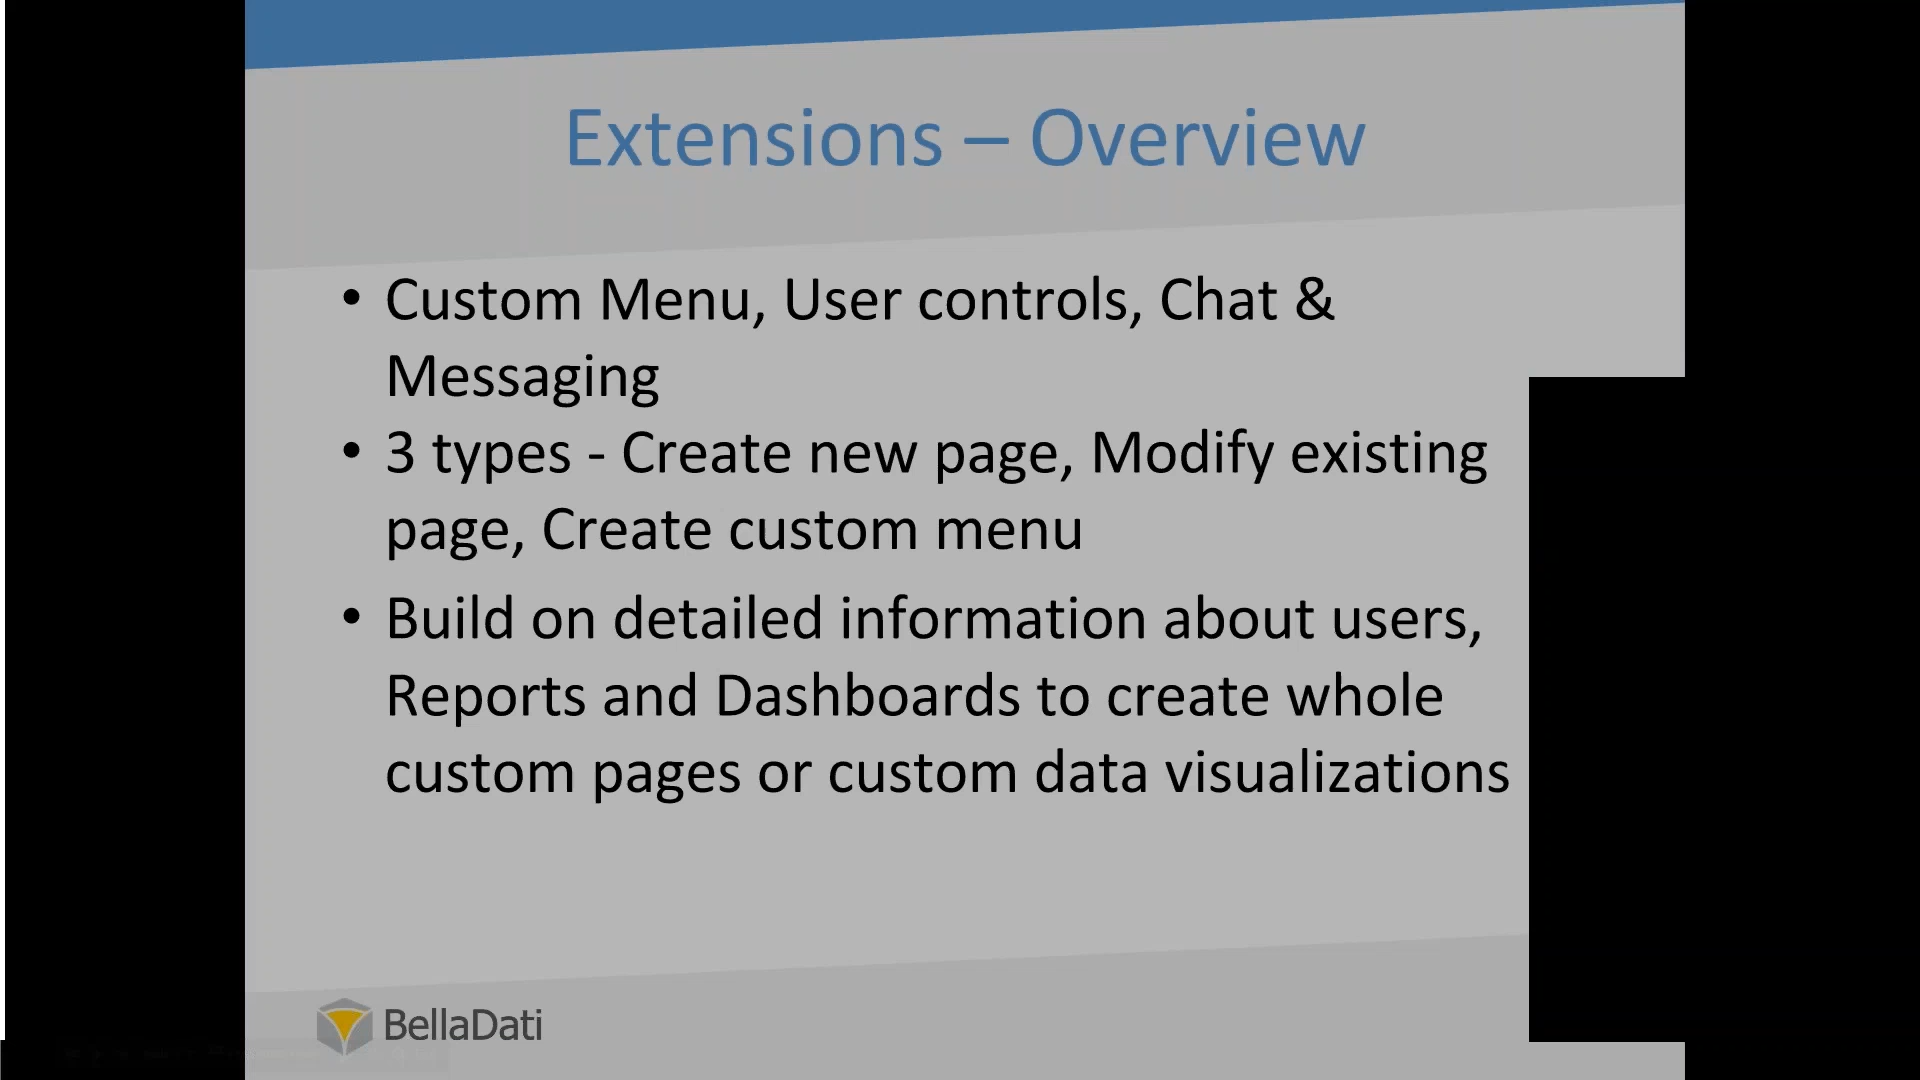 Extensions – Overview
• Custom Menu, User controls, Chat &
Messaging
• 3 types - Create new page, Modify existing
page, Create custom menu
• Build on detailed information about users,
Reports and Dashboards to create whole
custom pages or custom data visualizations
BellaDati